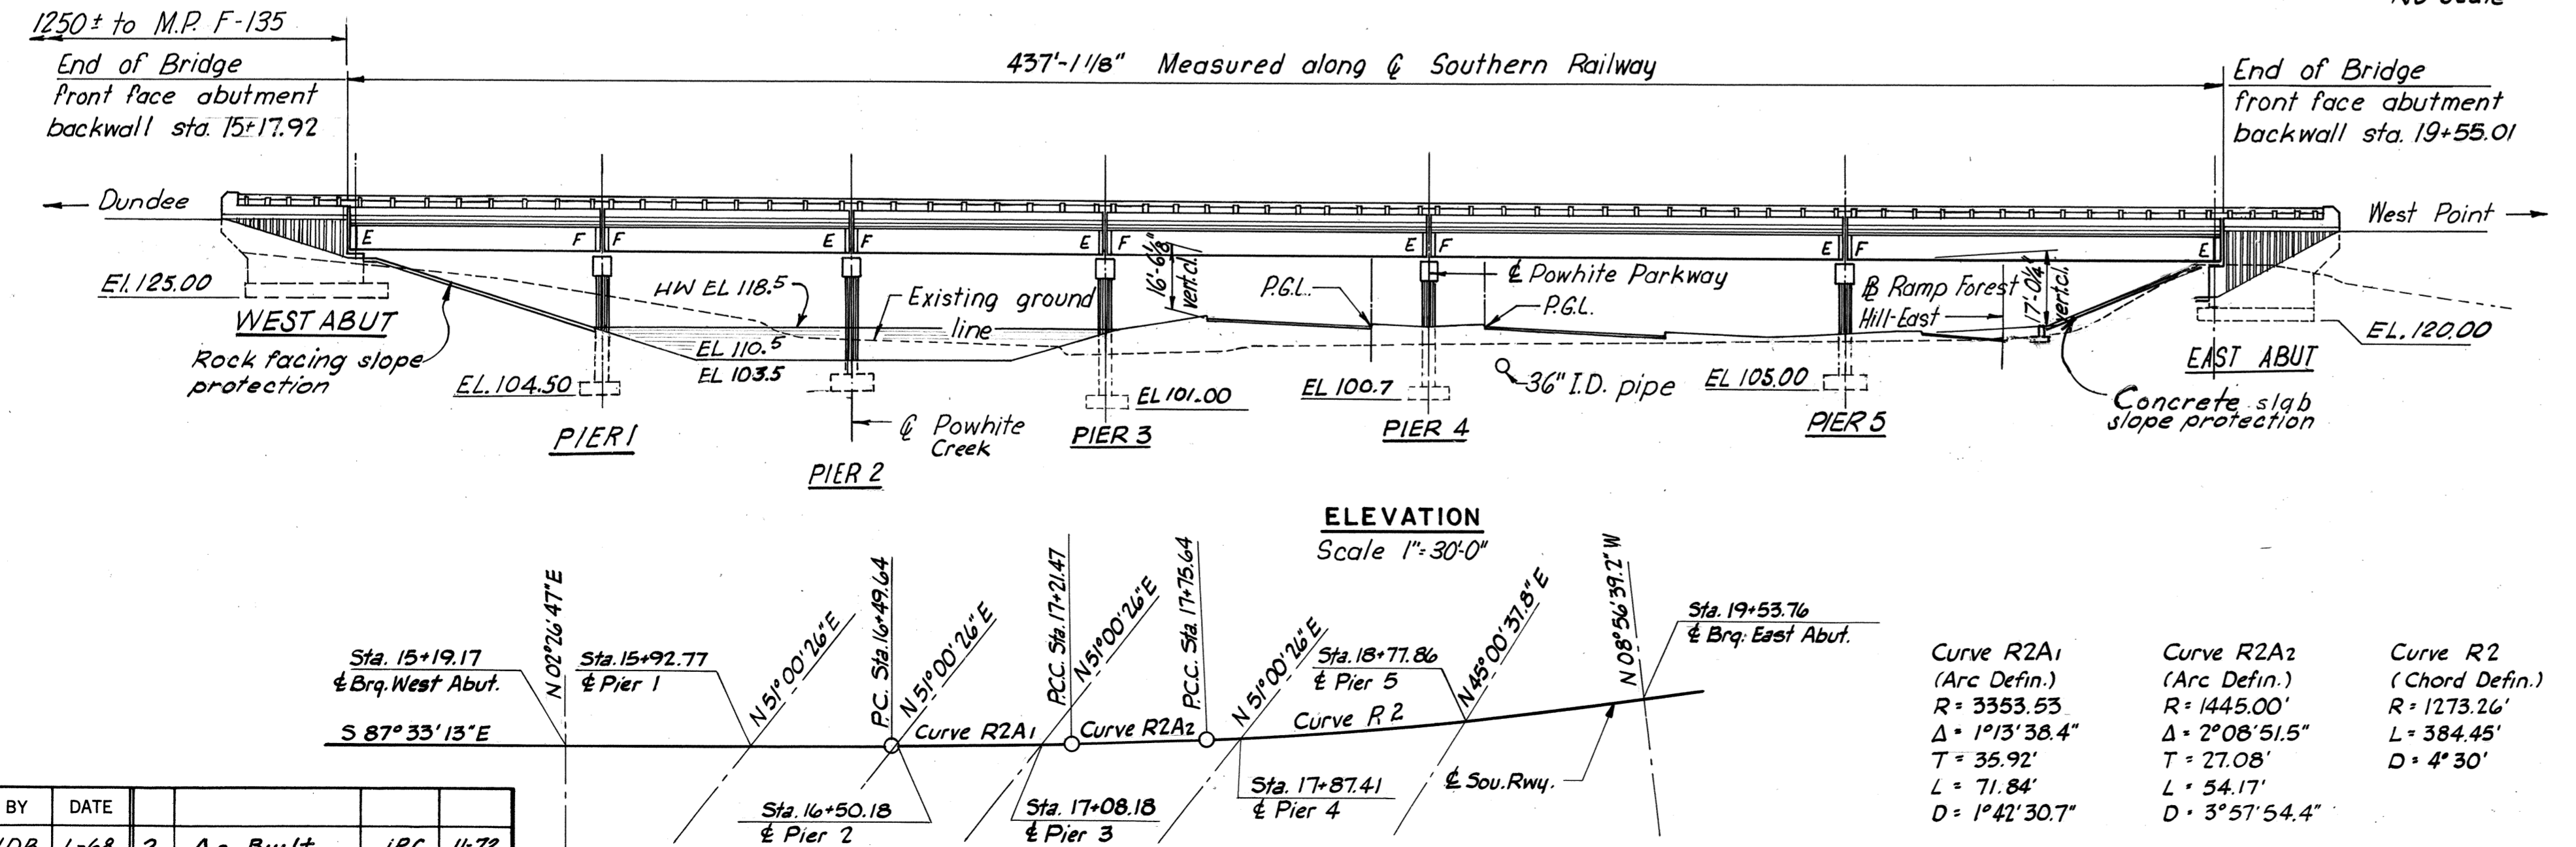 No Scale
1250± to M.P. F-135
End of Bridge
front face abutment
backwall sta. 15+17.92
437'-1 1/8" Measured along ℄ Southern Railway
End of Bridge
front face abutment
backwall sta. 19+55.01
Dundee
West Point
E
F
F
E
F
E
F
E
F
E
F
E
16'-6 1/8"
vert.cl.
17'-0 1/4"
vert.cl.
El. 125.00
WEST ABUT
Rock facing slope
protection
HW EL 118.5
Existing ground
line
EL 110.5
EL 103.5
EL. 104.50
PIER 1
℄ Powhite
Creek
PIER 2
EL 101.00
PIER 3
P.G.L.
℄ Powhite Parkway
P.G.L.
EL 100.7
PIER 4
36" I.D. pipe
EL 105.00
PIER 5
℔ Ramp Forest
Hill-East
EL. 120.00
EAST ABUT
Concrete slab
slope protection
ELEVATION
Scale 1"=30'-0"
S 87° 33' 13" E
Sta. 15+19.17
℄ Brg. West Abut.
N 02° 26' 47" E
Sta. 15+92.77
℄ Pier 1
N 51° 00' 26" E
P.C. Sta. 16+49.64
N 51° 00' 26" E
Sta. 16+50.18
℄ Pier 2
Curve R2A1
P.C.C. Sta. 17+21.47
N 51° 00' 26" E
Sta. 17+08.18
℄ Pier 3
Curve R2A2
P.C.C. Sta. 17+75.64
N 51° 00' 26" E
Sta. 17+87.41
℄ Pier 4
Curve R2
Sta. 18+77.86
℄ Pier 5
N 45° 00' 37.8" E
℄ Sou. Rwy.
N 08° 56' 39.2" W
Sta. 19+53.76
℄ Brg. East Abut.
Curve R2A1
(Arc Defin.)
R = 3353.53
Δ = 1°13'38.4"
T = 35.92'
L = 71.84'
D = 1°42'30.7"
Curve R2A2
(Arc Defin.)
R = 1445.00'
Δ = 2°08'51.5"
T = 27.08'
L = 54.17'
D = 3°57'54.4"
Curve R2
(Chord Defin.)
R = 1273.26'
L = 384.45'
D = 4°30'
BY DATE
1-68 2 As Built 11-72